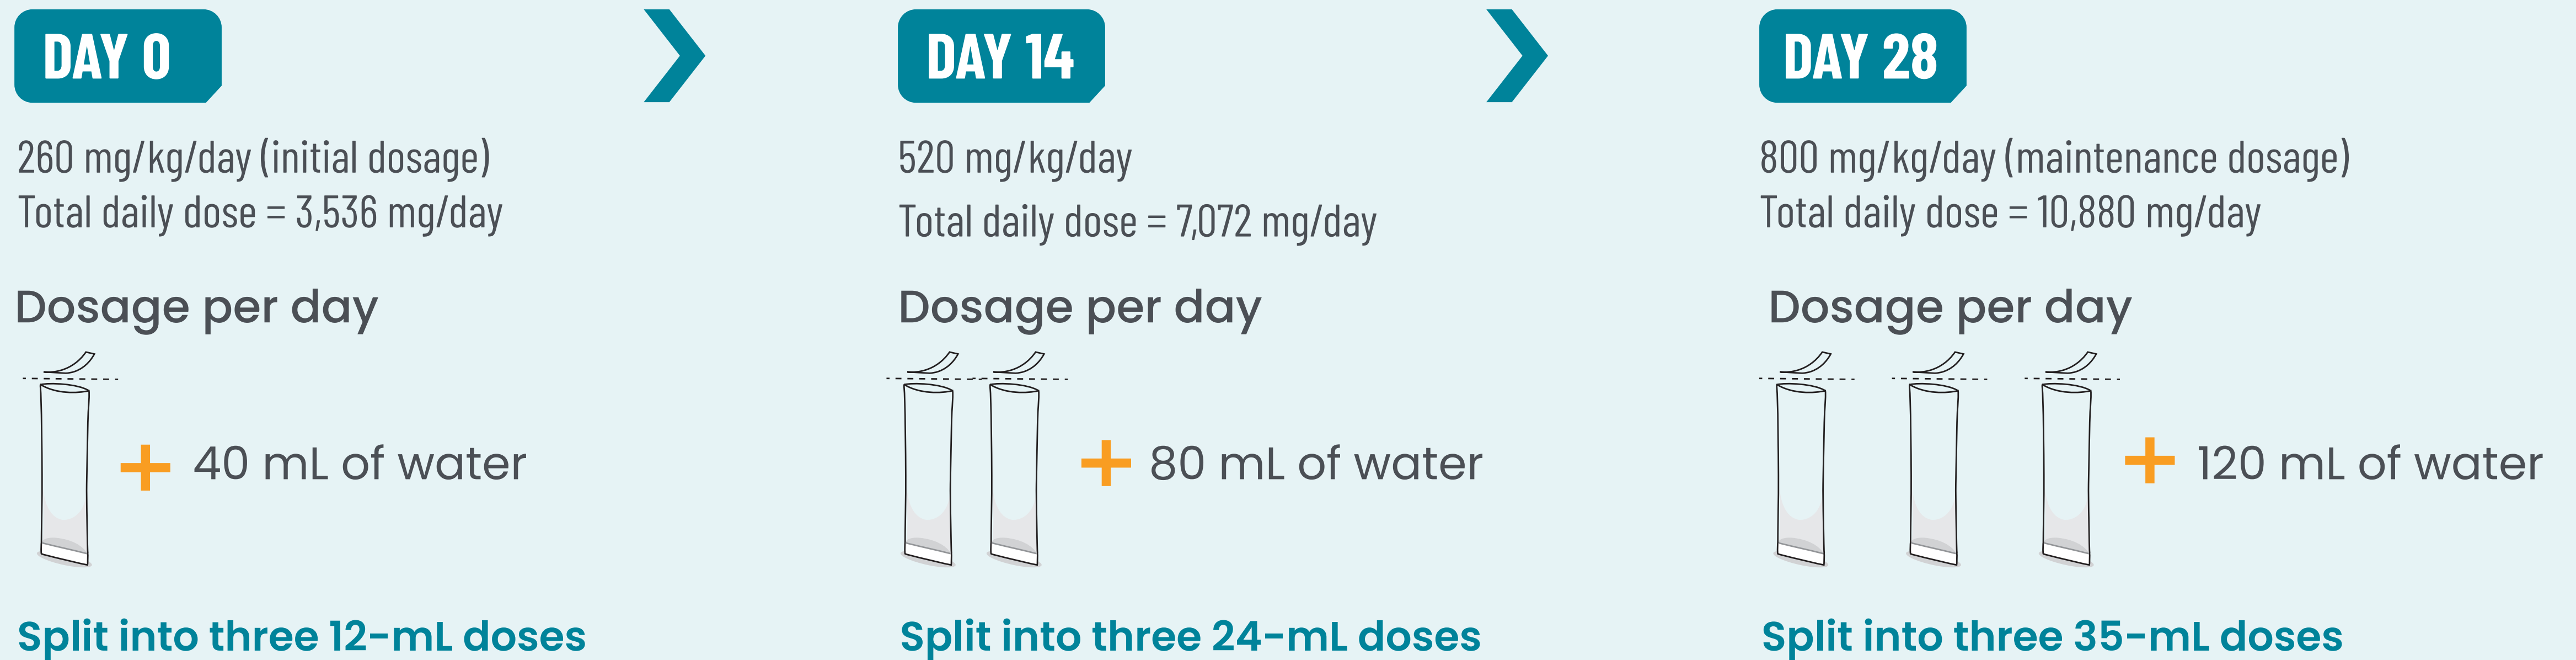 DAY 0
260 mg/kg/day (initial dosage)
Total daily dose = 3,536 mg/day
Dosage per day
+ 40 mL of water
Split into three 12-mL doses
DAY 14
520 mg/kg/day
Total daily dose = 7,072 mg/day
Dosage per day
+ 80 mL of water
Split into three 24-mL doses
DAY 28
800 mg/kg/day (maintenance dosage)
Total daily dose = 10,880 mg/day
Dosage per day
+ 120 mL of water
Split into three 35-mL doses